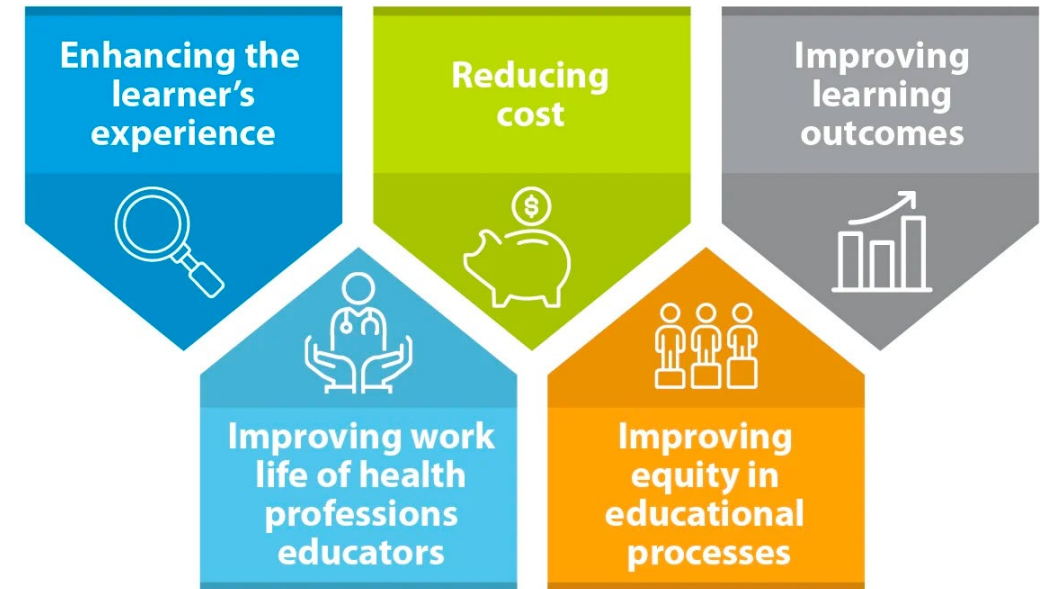 Enhancing the
learner’s
experience
Reducing
cost
Improving
learning
outcomes
$
Improving work
life of health
professions
educators
Improving
equity in
educational
processes